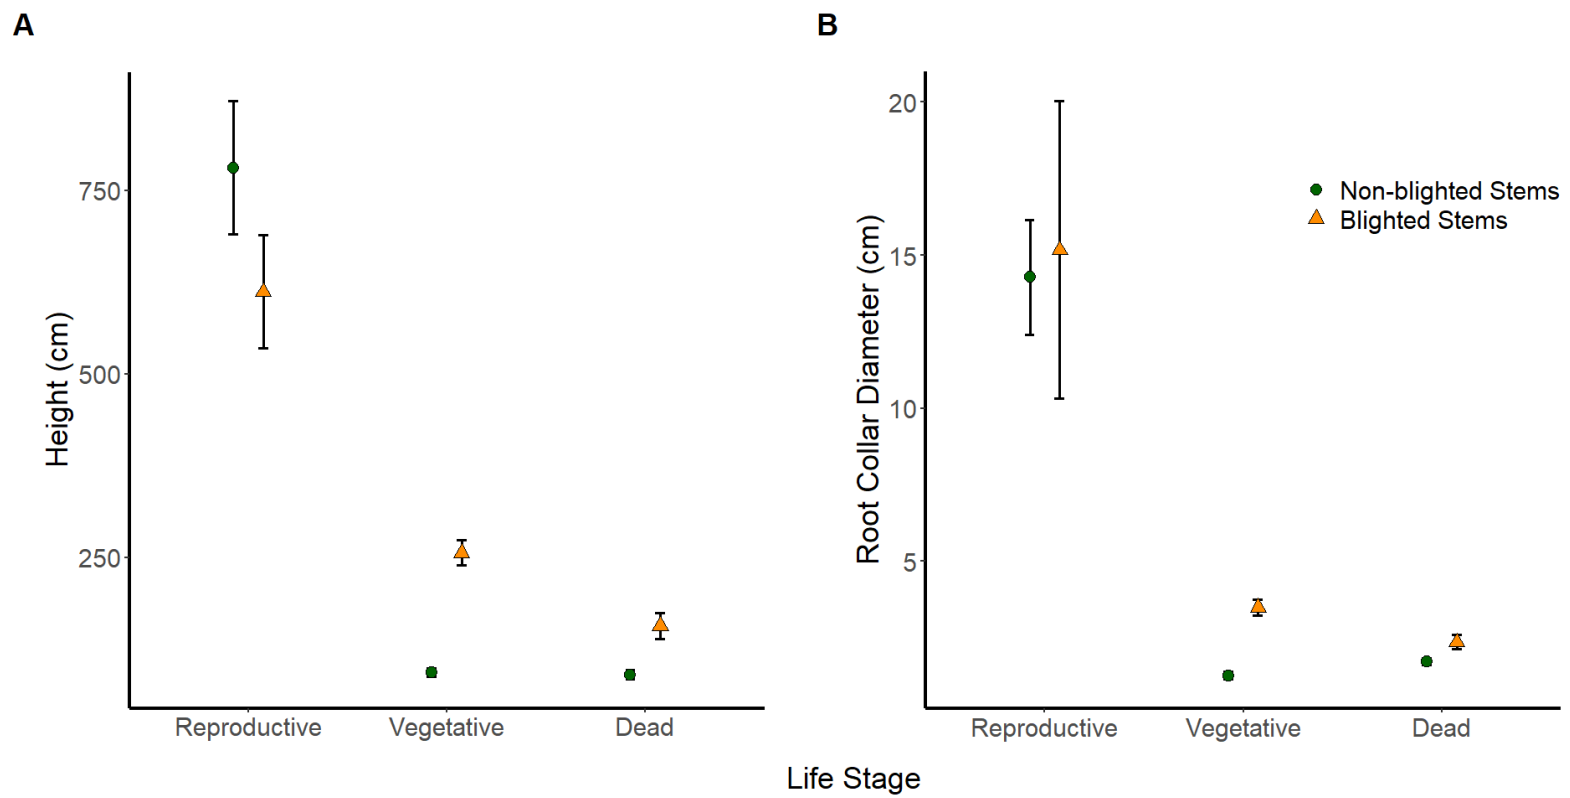 A
B
Height (cm)
750
500
250
Reproductive
Vegetative
Dead
Root Collar Diameter (cm)
20
15
10
5
Non-blighted Stems
Blighted Stems
Reproductive
Vegetative
Dead
Life Stage